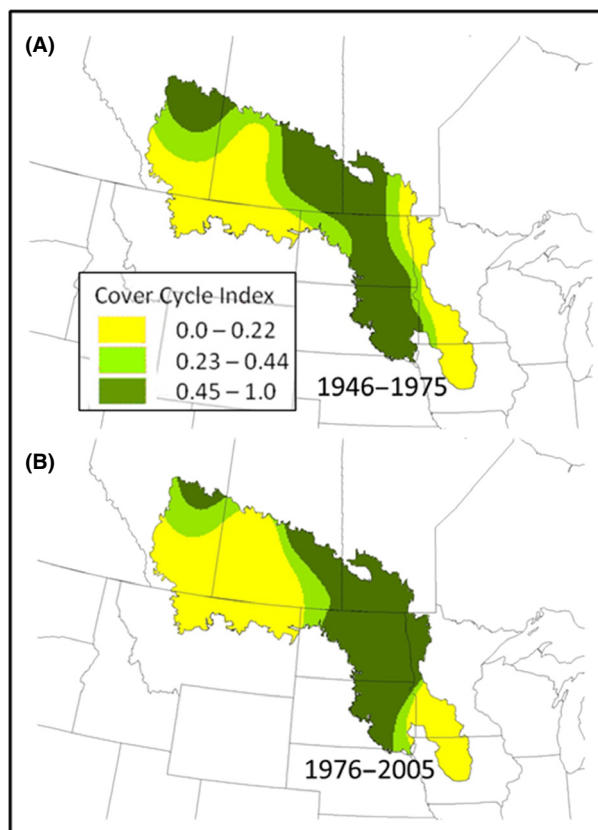 (A)
Cover Cycle Index
0.0 – 0.22
0.23 – 0.44
0.45 – 1.0
1946–1975
(B)
1976–2005